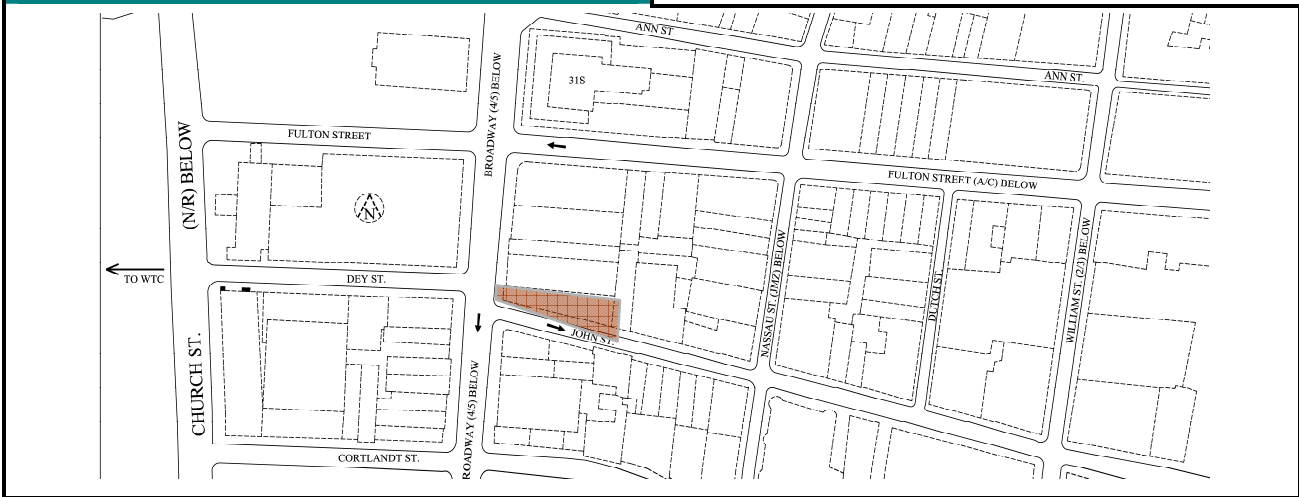 ANN ST.
31S
ANN ST.
BROADWAY (4/5) BELOW
FULTON STREET
(N/R) BELOW
FULTON STREET (A/C) BELOW
N
TO WTC
DEY ST.
NASSAU ST. (JMZ) BELOW
DUTCH ST.
WILLIAM ST. (2/3) BELOW
JOHN ST.
CHURCH ST.
ROADWAY (4/5) BELOW
CORTLANDT ST.